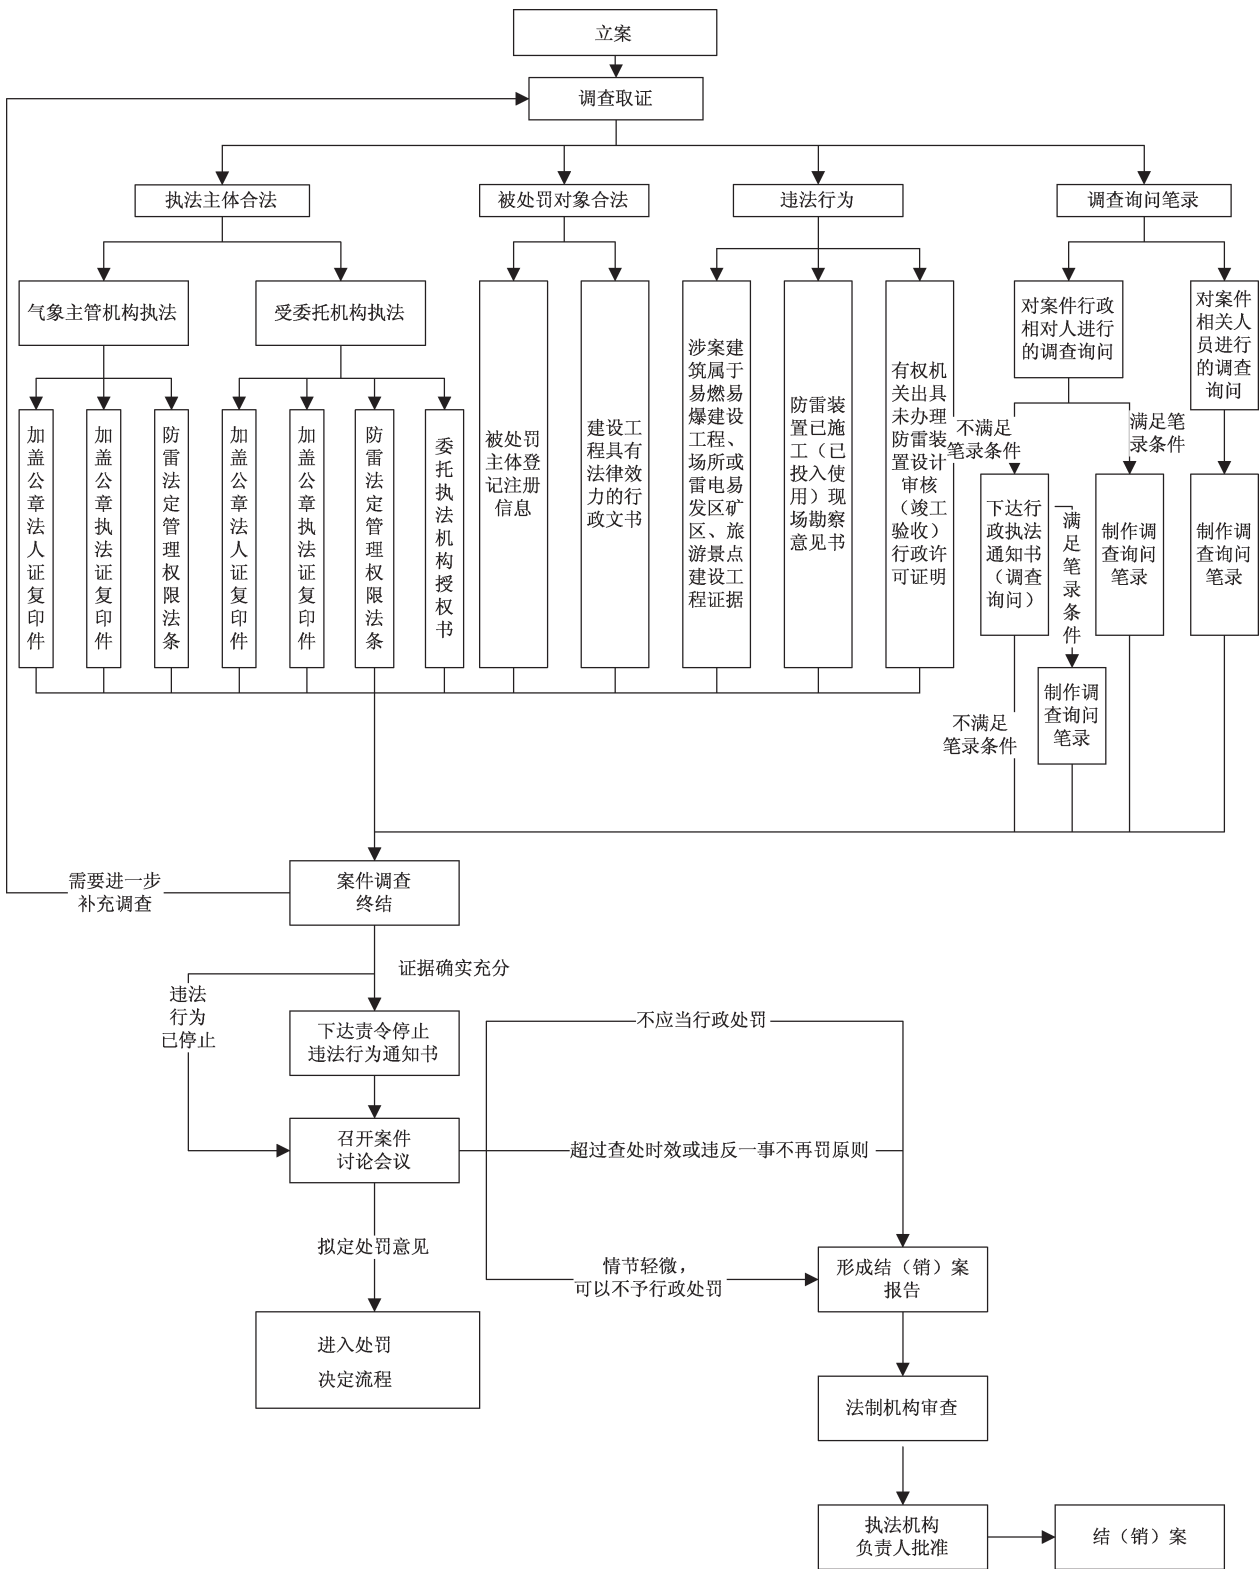 立案
调查取证
执法主体合法
被处罚对象合法
违法行为
调查询问笔录
气象主管机构执法
受委托机构执法
加盖公章法人证复印件
加盖公章执法证复印件
防雷法定管理权限法条
加盖公章法人证复印件
加盖公章执法证复印件
防雷法定管理权限法条
委托执法机构授权书
被处罚
主体登
记注册
信息
建设工
程具有
法律效
力的行
政文书
涉案建
筑属于
易燃易
爆建设
工程、
场所或
雷电易
发区矿
区、旅
游景点
建设工
程证据
防雷装
置已施
工（已
投入使
用）现
场勘察
意见书
有权机
关出具
未办理
防雷装
置设计
审核
（竣工
验收）
行政许
可证明
对案件行政
相对人进行
的调查询问
对案件
相关人
员进行
的调查
询问
不满足
笔录条件
满足笔
录条件
下达行
政执法
通知书
（调查
询问）
满足笔录条件
制作调
查询问
笔录
制作调
查询问
笔录
不满足
笔录条件
制作调
查询问
笔录
需要进一步
补充调查
案件调查
终结
证据确实充分
违法
行为
已停止
下达责令停止
违法行为通知书
不应当行政处罚
召开案件
讨论会议
超过查处时效或违反一事不再罚原则
拟定处罚意见
情节轻微，
可以不予行政处罚
形成结（销）案
报告
进入处罚
决定流程
法制机构审查
执法机构
负责人批准
结（销）案